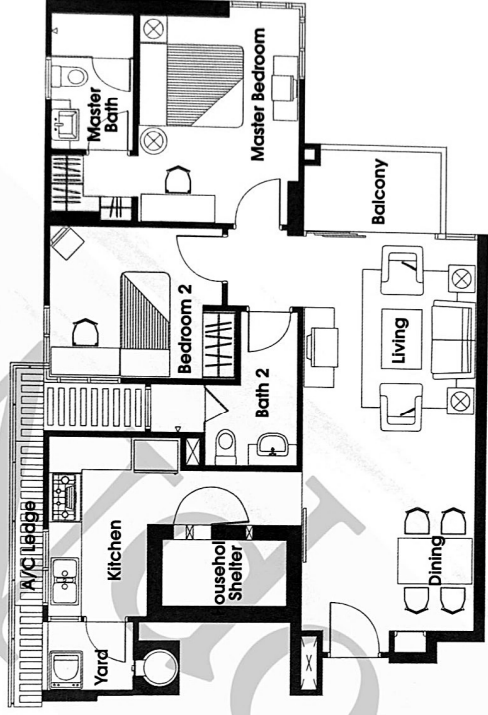 Master
Bath
Master Bedroom
Balcony
Bedroom 2
Bath 2
Living
A/C Ledge
Kitchen
ousehol
Shelter
Dining
Yard